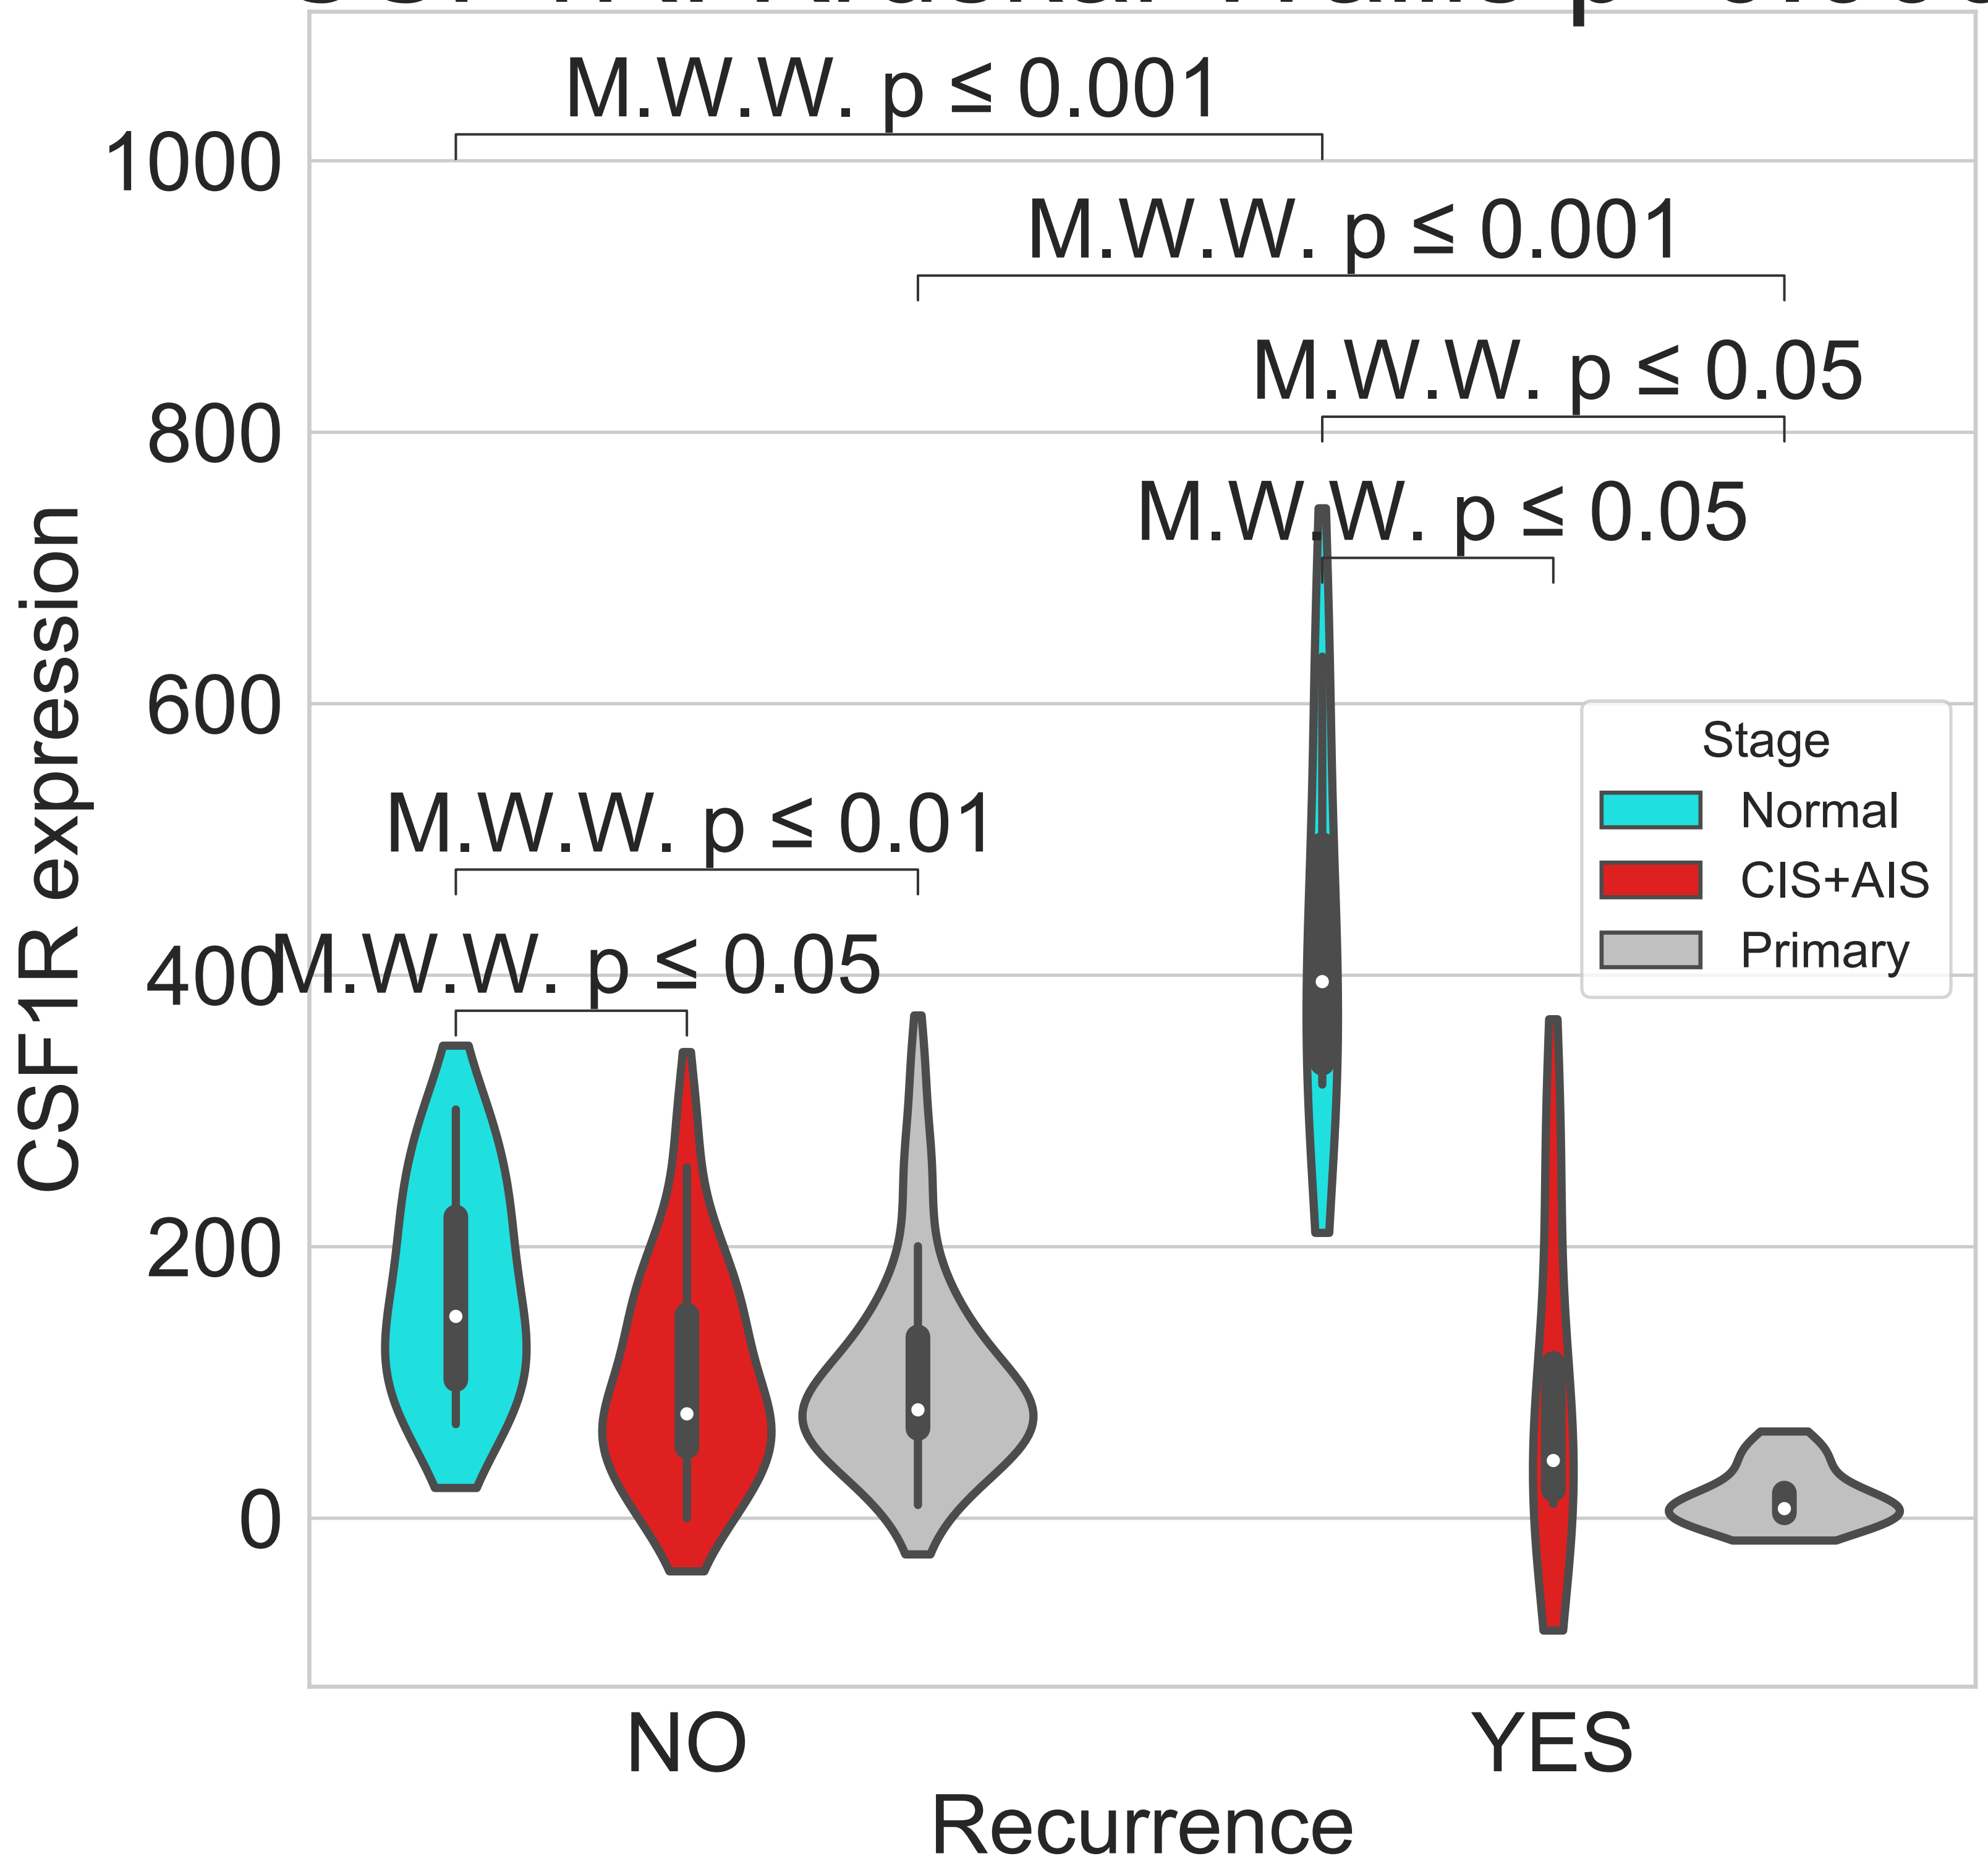 M.W.W. p ≤ 0.001
1000
M.W.W. p ≤ 0.001
M.W.W. p ≤ 0.05
800
M.W.W. p ≤ 0.05
600
Stage
Normal
CIS+AIS
Primary
M.W.W. p ≤ 0.01
M.W.W. p ≤ 0.05
400
200
0
CSF1R expression
NO
YES
Recurrence